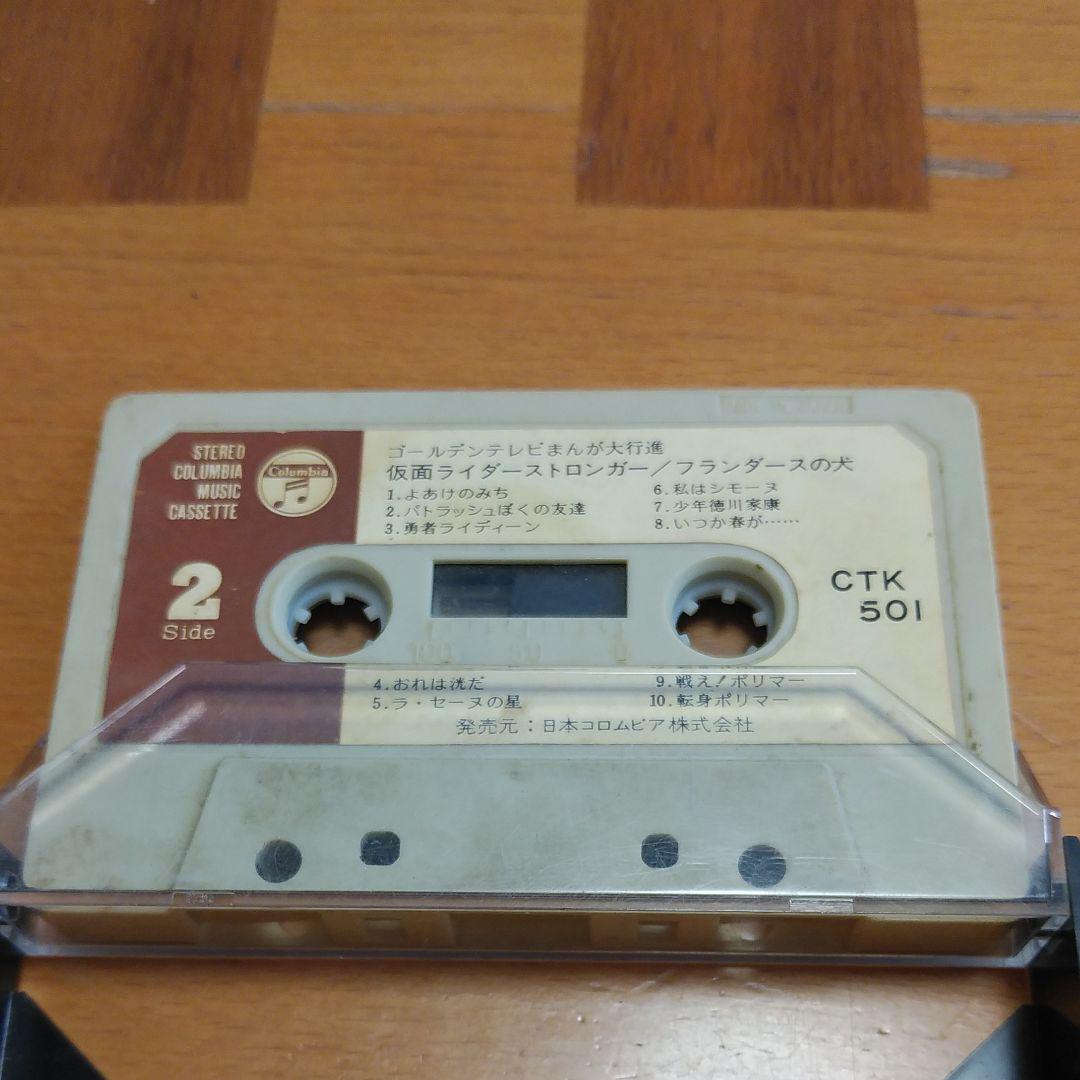 STEREO
COLUMBIA
MUSIC
CASSETTE
Columbia
2
Side
ゴールデンテレビまんが大行進
仮面ライダーストロンガー/フランダースの犬
1.よあけのみち
2.パトラッシュぼくの友達
3.勇者ライディーン
6.私はシモーヌ
7.少年徳川家康
8.いつか春が……
CTK
501
100 50 0
4.おれは洸だ
5.ラ・セーヌの星
9.戦え!ポリマー
10.転身ポリマー
発売元:日本コロムビア株式会社